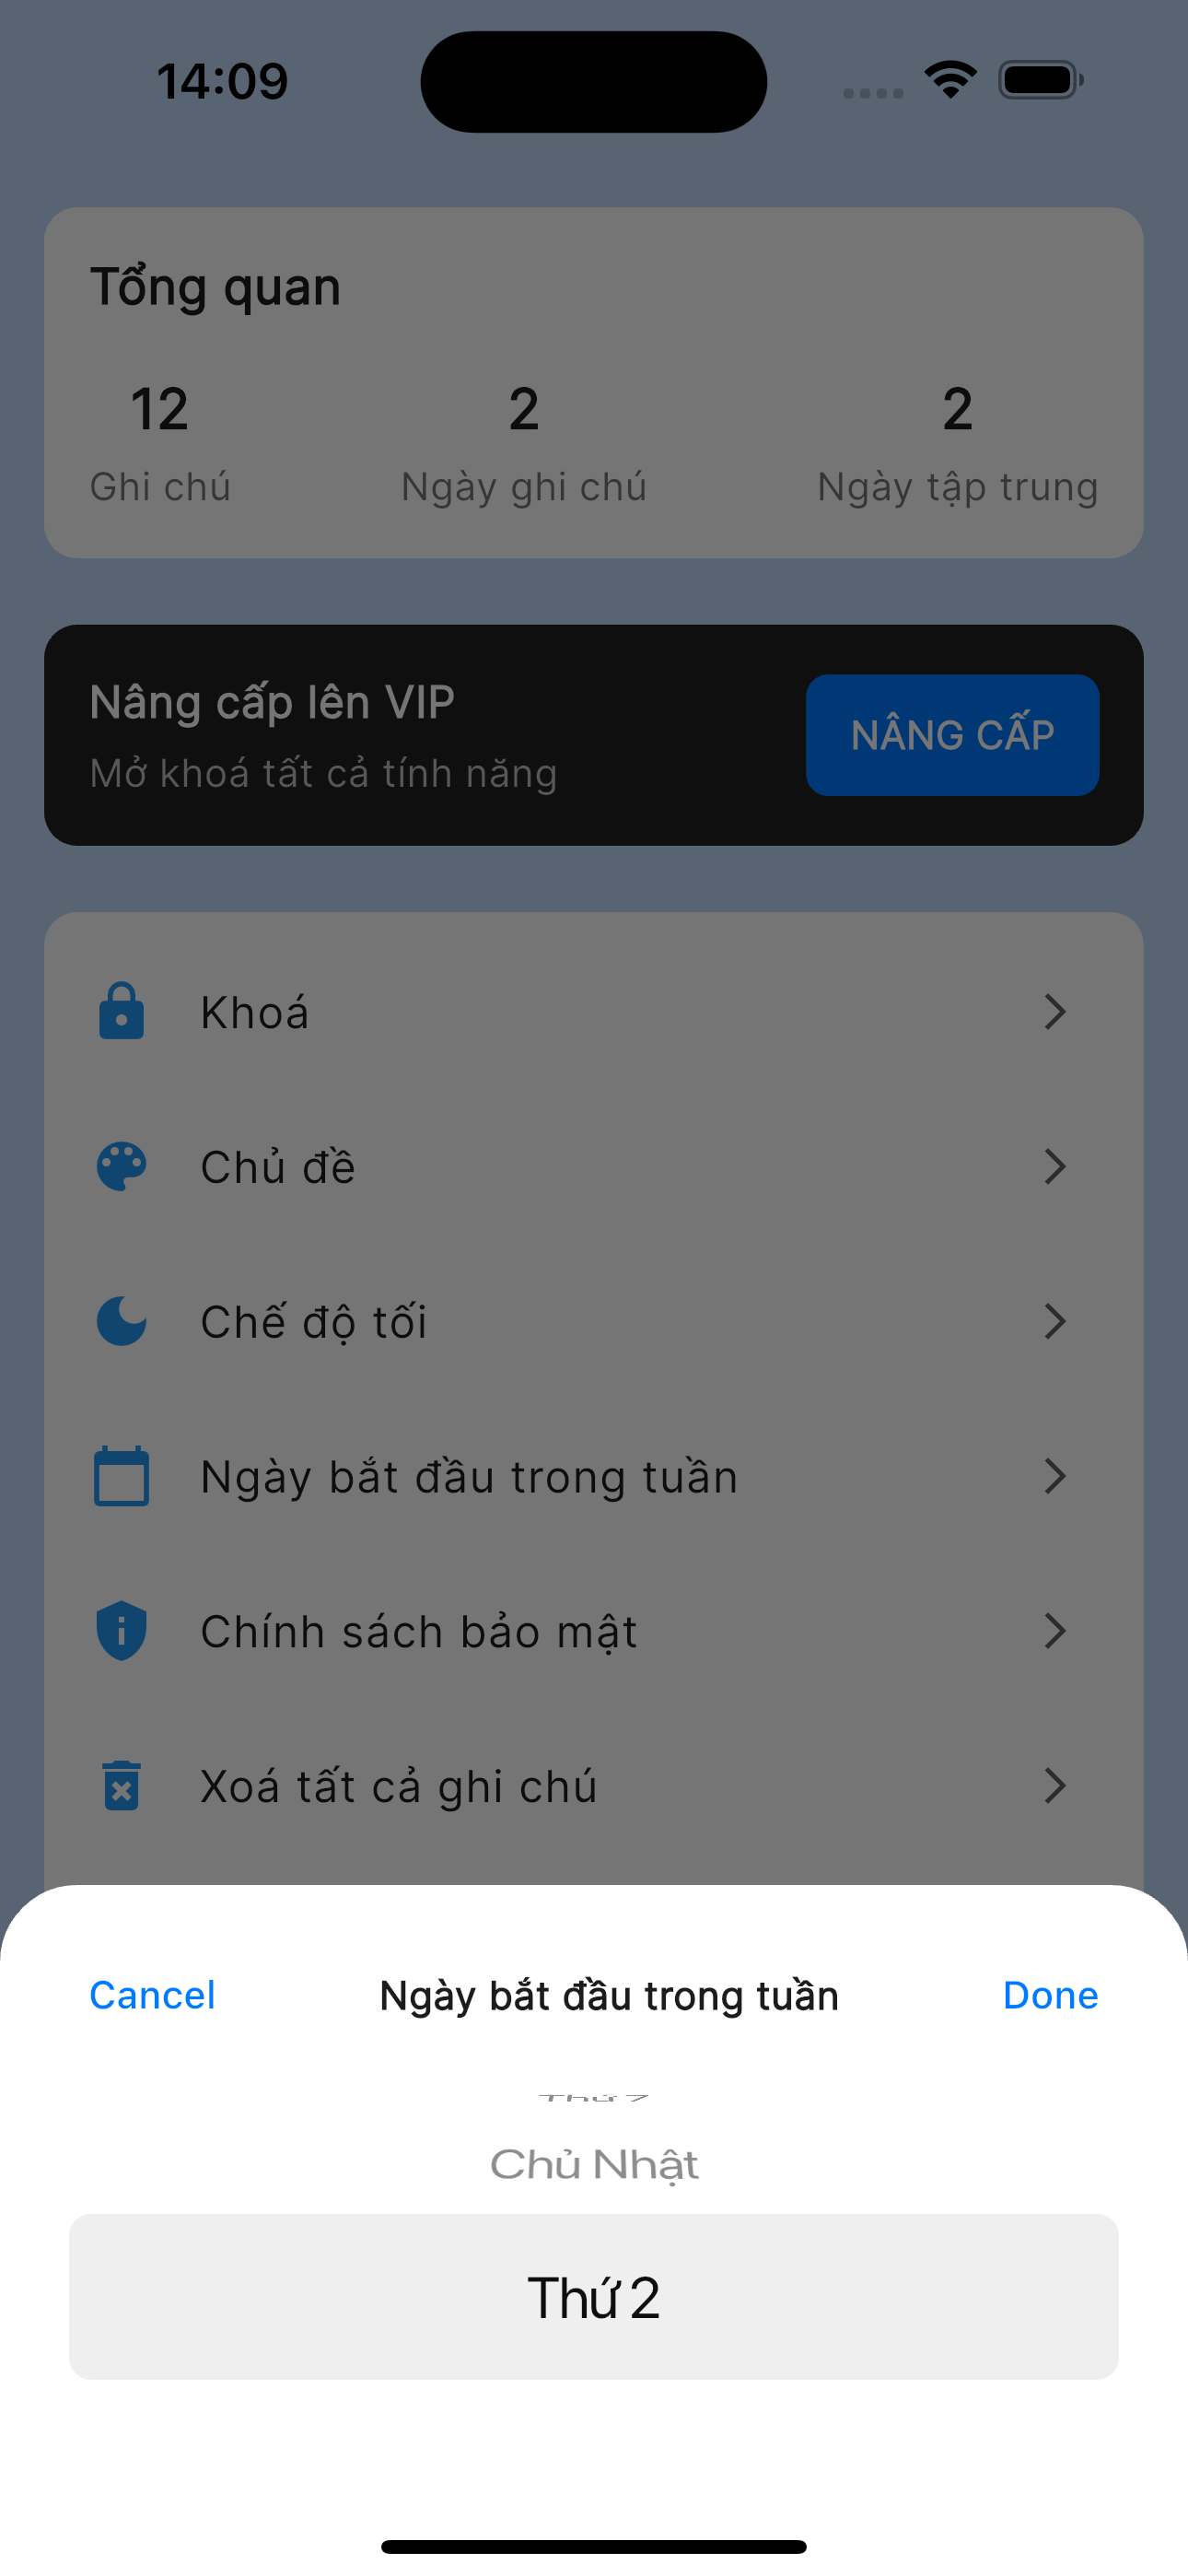 14:09
Tổng quan
12 2 2
Ghi chú Ngày ghi chú Ngày tập trung
Nâng cấp lên VIP
Mở khoá tất cả tính năng
NÂNG CẤP
Khoá
Chủ đề
Chế độ tối
Ngày bắt đầu trong tuần
Chính sách bảo mật
Xoá tất cả ghi chú
Cancel Ngày bắt đầu trong tuần Done
Chủ Nhật
Thứ 2